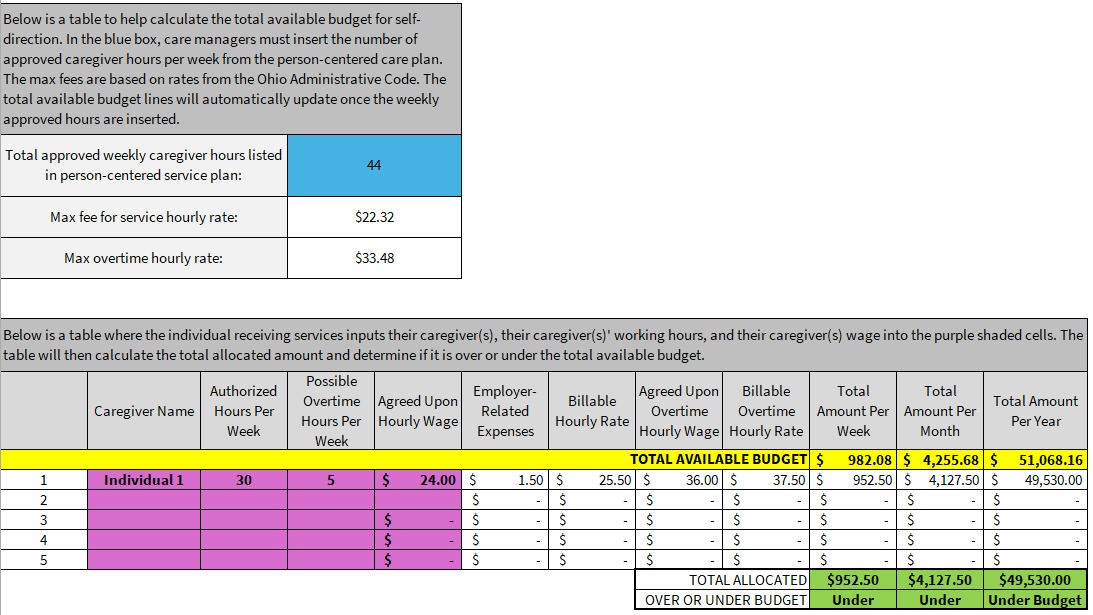 Below is a table to help calculate the total available budget for self-
direction. In the blue box, care managers must insert the number of
approved caregiver hours per week from the person-centered care plan.
The max fees are based on rates from the Ohio Administrative Code. The
total available budget lines will automatically update once the weekly
approved hours are inserted.
Total approved weekly caregiver hours listed
in person-centered service plan:
44
Max fee for service hourly rate:
$22.32
Max overtime hourly rate:
$33.48
Below is a table where the individual receiving services inputs their caregiver(s), their caregiver(s)' working hours, and their caregiver(s) wage into the purple shaded cells. The
table will then calculate the total allocated amount and determine if it is over or under the total available budget.
Caregiver Name
Authorized
Hours Per
Week
Possible
Overtime
Hours Per
Week
Agreed Upon
Hourly Wage
Employer-
Related
Expenses
Billable
Hourly Rate
Agreed Upon
Overtime
Hourly Wage
Billable
Overtime
Hourly Rate
Total
Amount Per
Week
Total
Amount Per
Month
Total Amount
Per Year
TOTAL AVAILABLE BUDGET $ 982.08 $ 4,255.68 $ 51,068.16
1 Individual 1 30 5 $ 24.00 $ 1.50 $ 25.50 $ 36.00 $ 37.50 $ 952.50 $ 4,127.50 $ 49,530.00
2 $ - $ - $ - $ - $ - $ - $ -
3 $ - $ - $ - $ - $ - $ - $ - $ -
4 $ - $ - $ - $ - $ - $ - $ - $ -
5 $ - $ - $ - $ - $ - $ - $ - $ -
TOTAL ALLOCATED $952.50 $4,127.50 $49,530.00
OVER OR UNDER BUDGET Under Under Under Budget